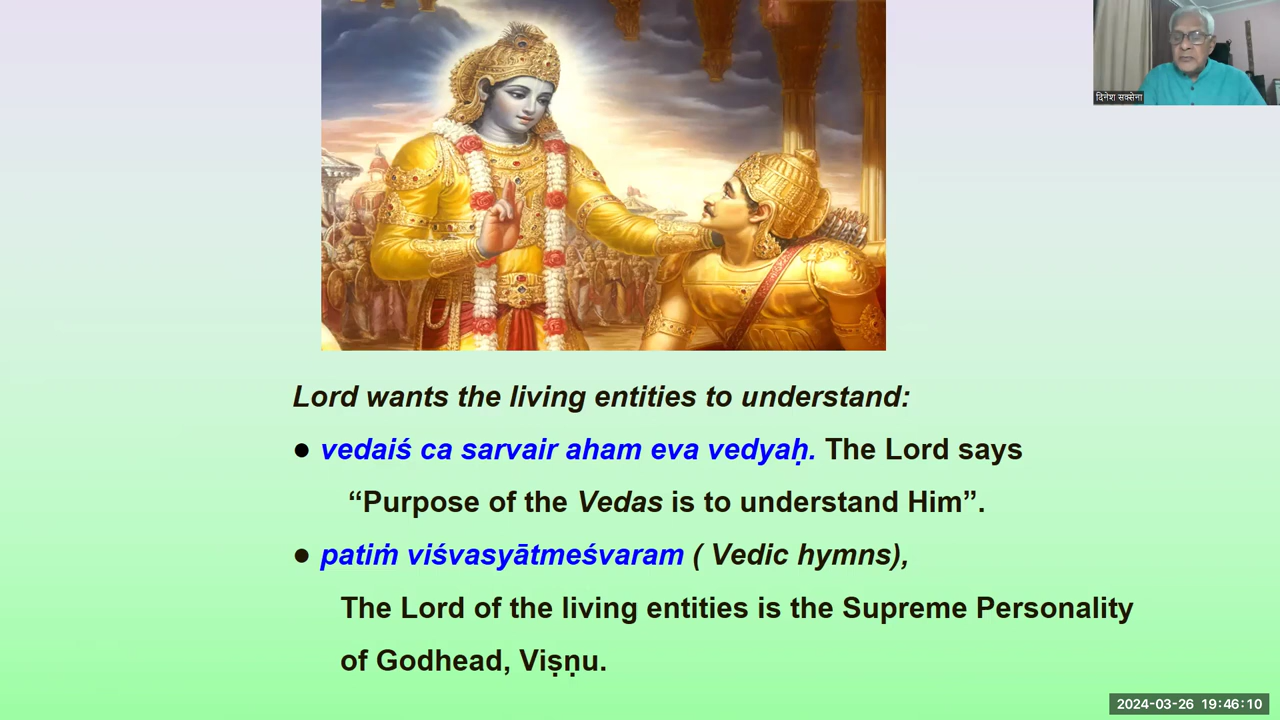 दिनेश सक्सेना
Lord wants the living entities to understand:
● vedaiś ca sarvair aham eva vedyaḥ. The Lord says
“Purpose of the Vedas is to understand Him”.
● patiṁ viśvasyātmeśvaram ( Vedic hymns),
The Lord of the living entities is the Supreme Personality
of Godhead, Viṣṇu.
2024-03-26 19:46:10